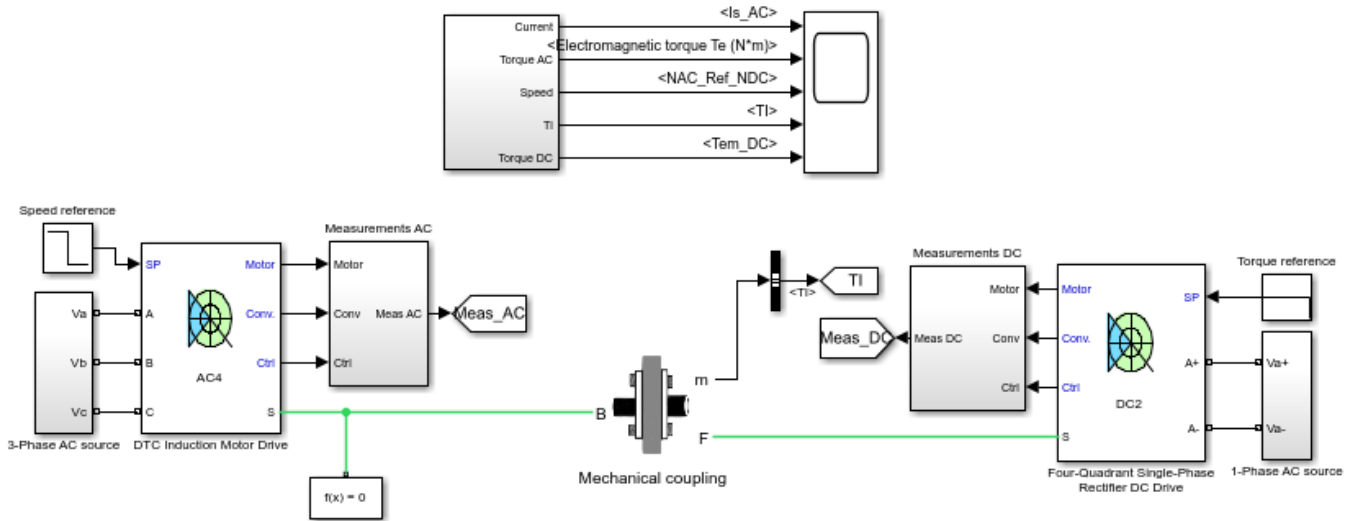 Current
Torque AC
Speed
Tl
Torque DC
<Is_AC>
<Electromagnetic torque Te (N*m)>
<NAC_Ref_NDC>
<Tl>
<Tem_DC>
Speed reference
SP
Va
Vb
Vc
3-Phase AC source
A
B
C
Motor
Conv.
Ctrl
S
AC4
DTC Induction Motor Drive
Measurements AC
Motor
Conv
Ctrl
Meas AC
Meas_AC
f(x) = 0
B
m
F
Mechanical coupling
<Tl>
Tl
Meas_DC
Measurements DC
Meas DC
Motor
Conv
Ctrl
Motor
Conv.
Ctrl
S
SP
A+
A-
DC2
Four-Quadrant Single-Phase
Rectifier DC Drive
Torque reference
Va+
Va-
1-Phase AC source